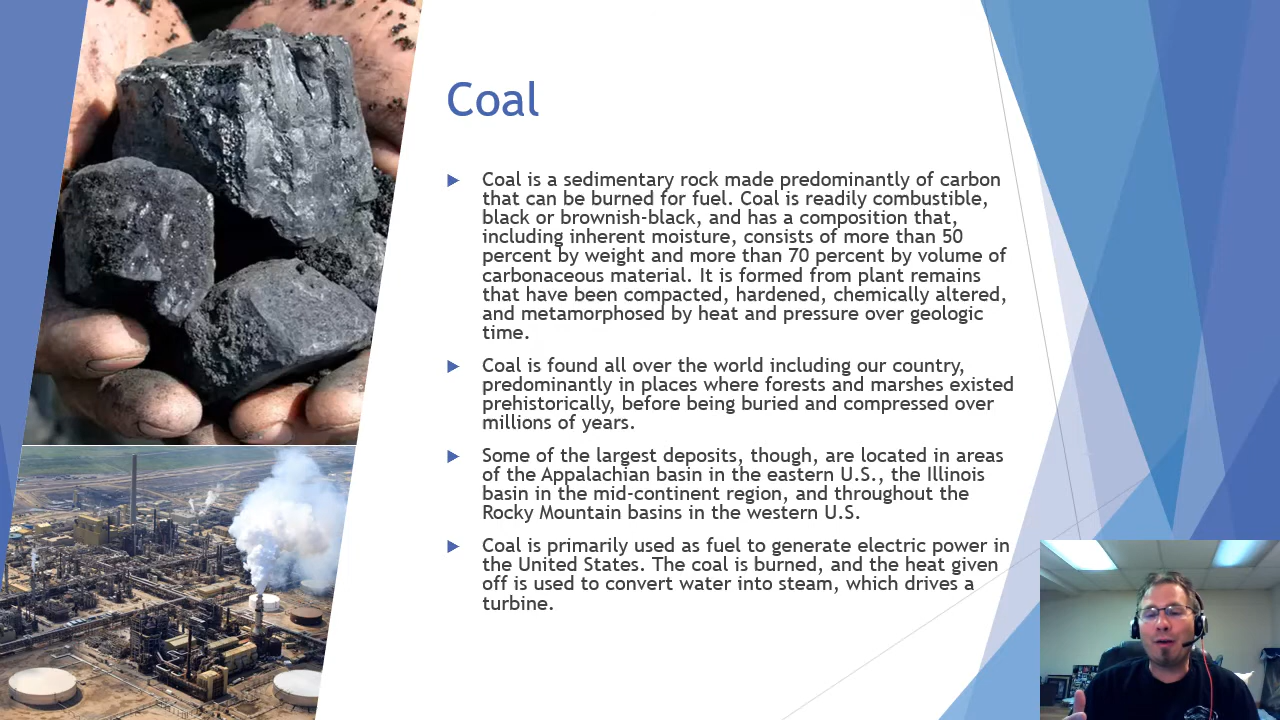 Coal
Coal is a sedimentary rock made predominantly of carbon
that can be burned for fuel. Coal is readily combustible,
black or brownish-black, and has a composition that,
including inherent moisture, consists of more than 50
percent by weight and more than 70 percent by volume of
carbonaceous material. It is formed from plant remains
that have been compacted, hardened, chemically altered,
and metamorphosed by heat and pressure over geologic
time.
Coal is found all over the world including our country,
predominantly in places where forests and marshes existed
prehistorically, before being buried and compressed over
millions of years.
Some of the largest deposits, though, are located in areas
of the Appalachian basin in the eastern U.S., the Illinois
basin in the mid-continent region, and throughout the
Rocky Mountain basins in the western U.S.
Coal is primarily used as fuel to generate electric power in
the United States. The coal is burned, and the heat given
off is used to convert water into steam, which drives a
turbine.